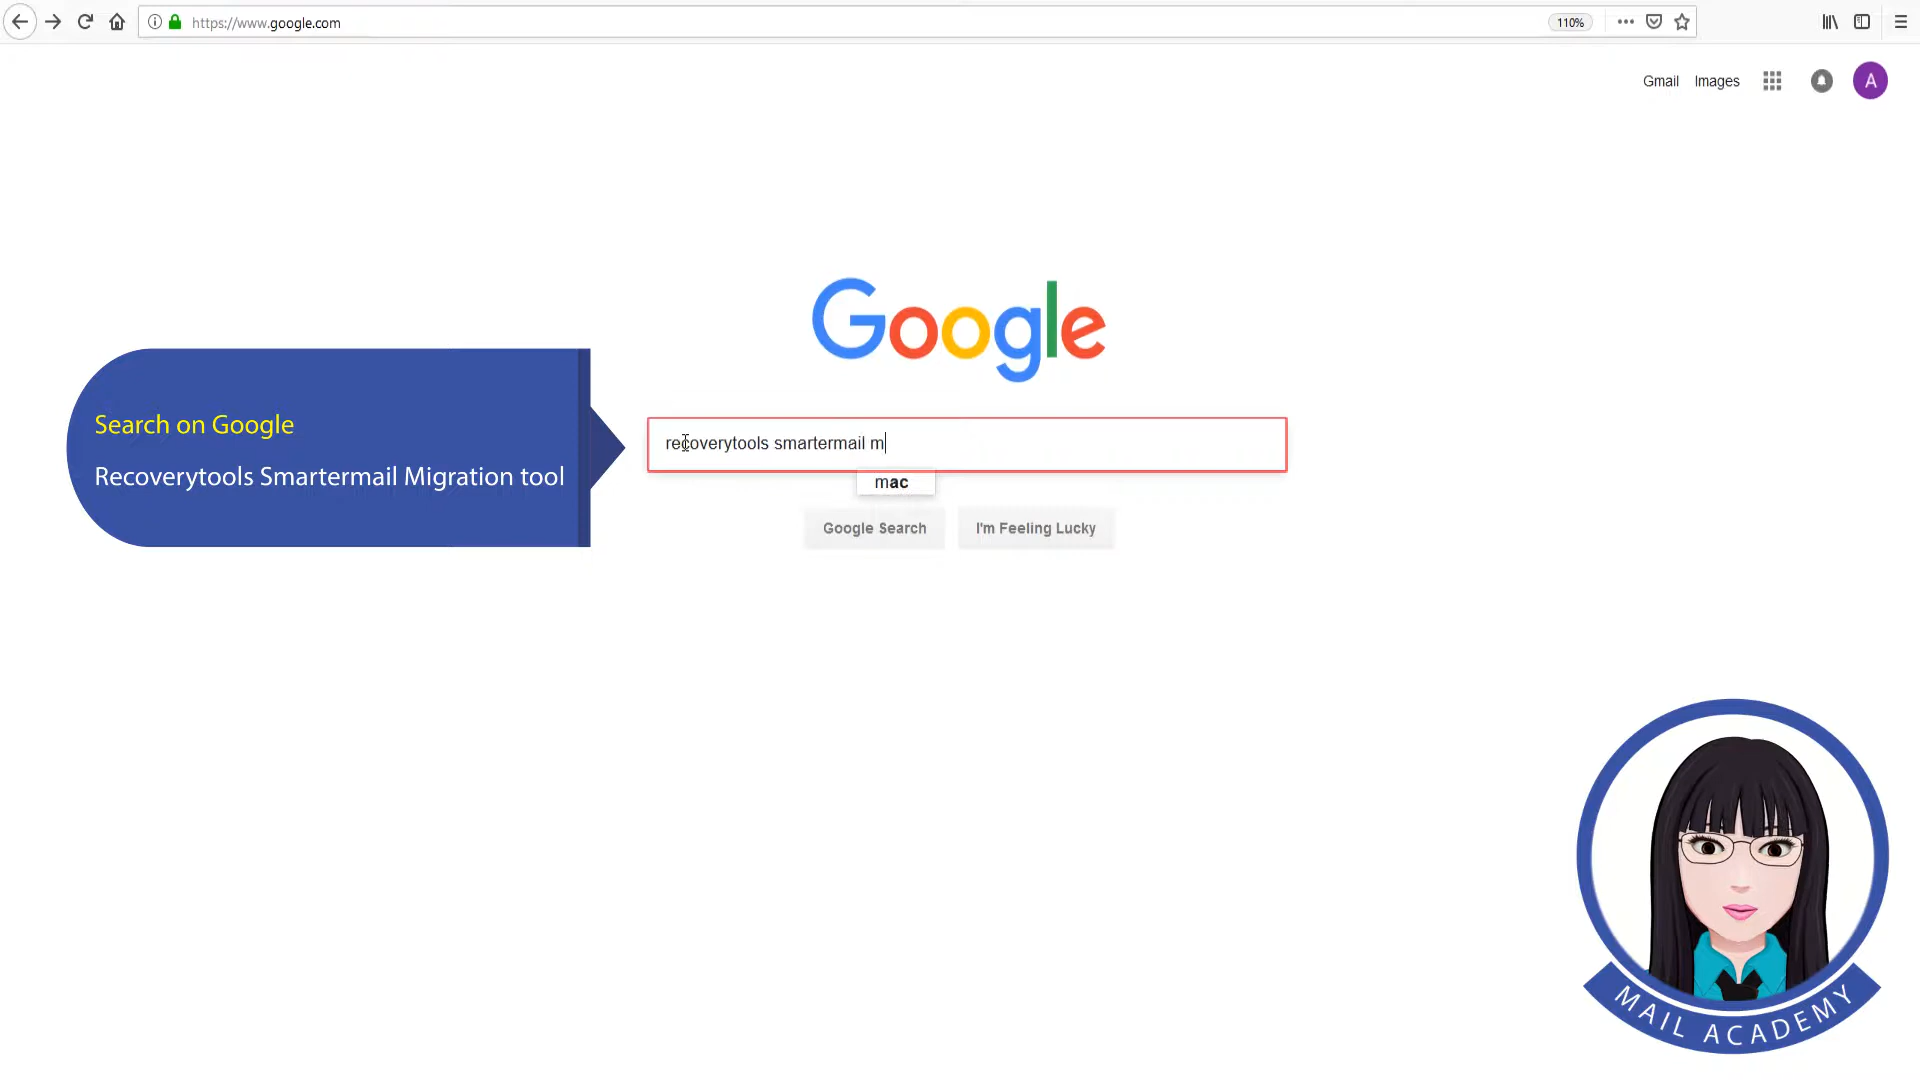 https://www.google.com
110%
Gmail
Images
A
Google
Search on Google
Recoverytools Smartermail Migration tool
recoverytools smartermail m
mac
Google Search
I'm Feeling Lucky
MAIL ACADEMY